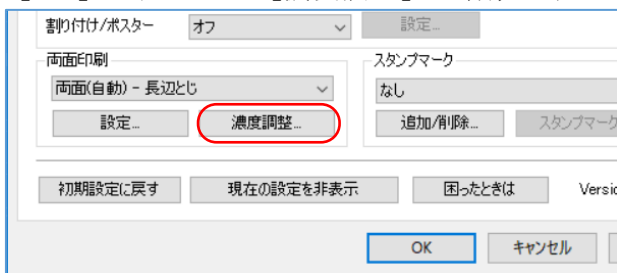 割り付け/ポスター オフ 設定...
両面印刷 スタンプマーク
両面(自動) - 長辺とじ なし
設定... 濃度調整... 追加/削除... スタンプマーク
初期設定に戻す 現在の設定を非表示 困ったときは
OK キャンセル